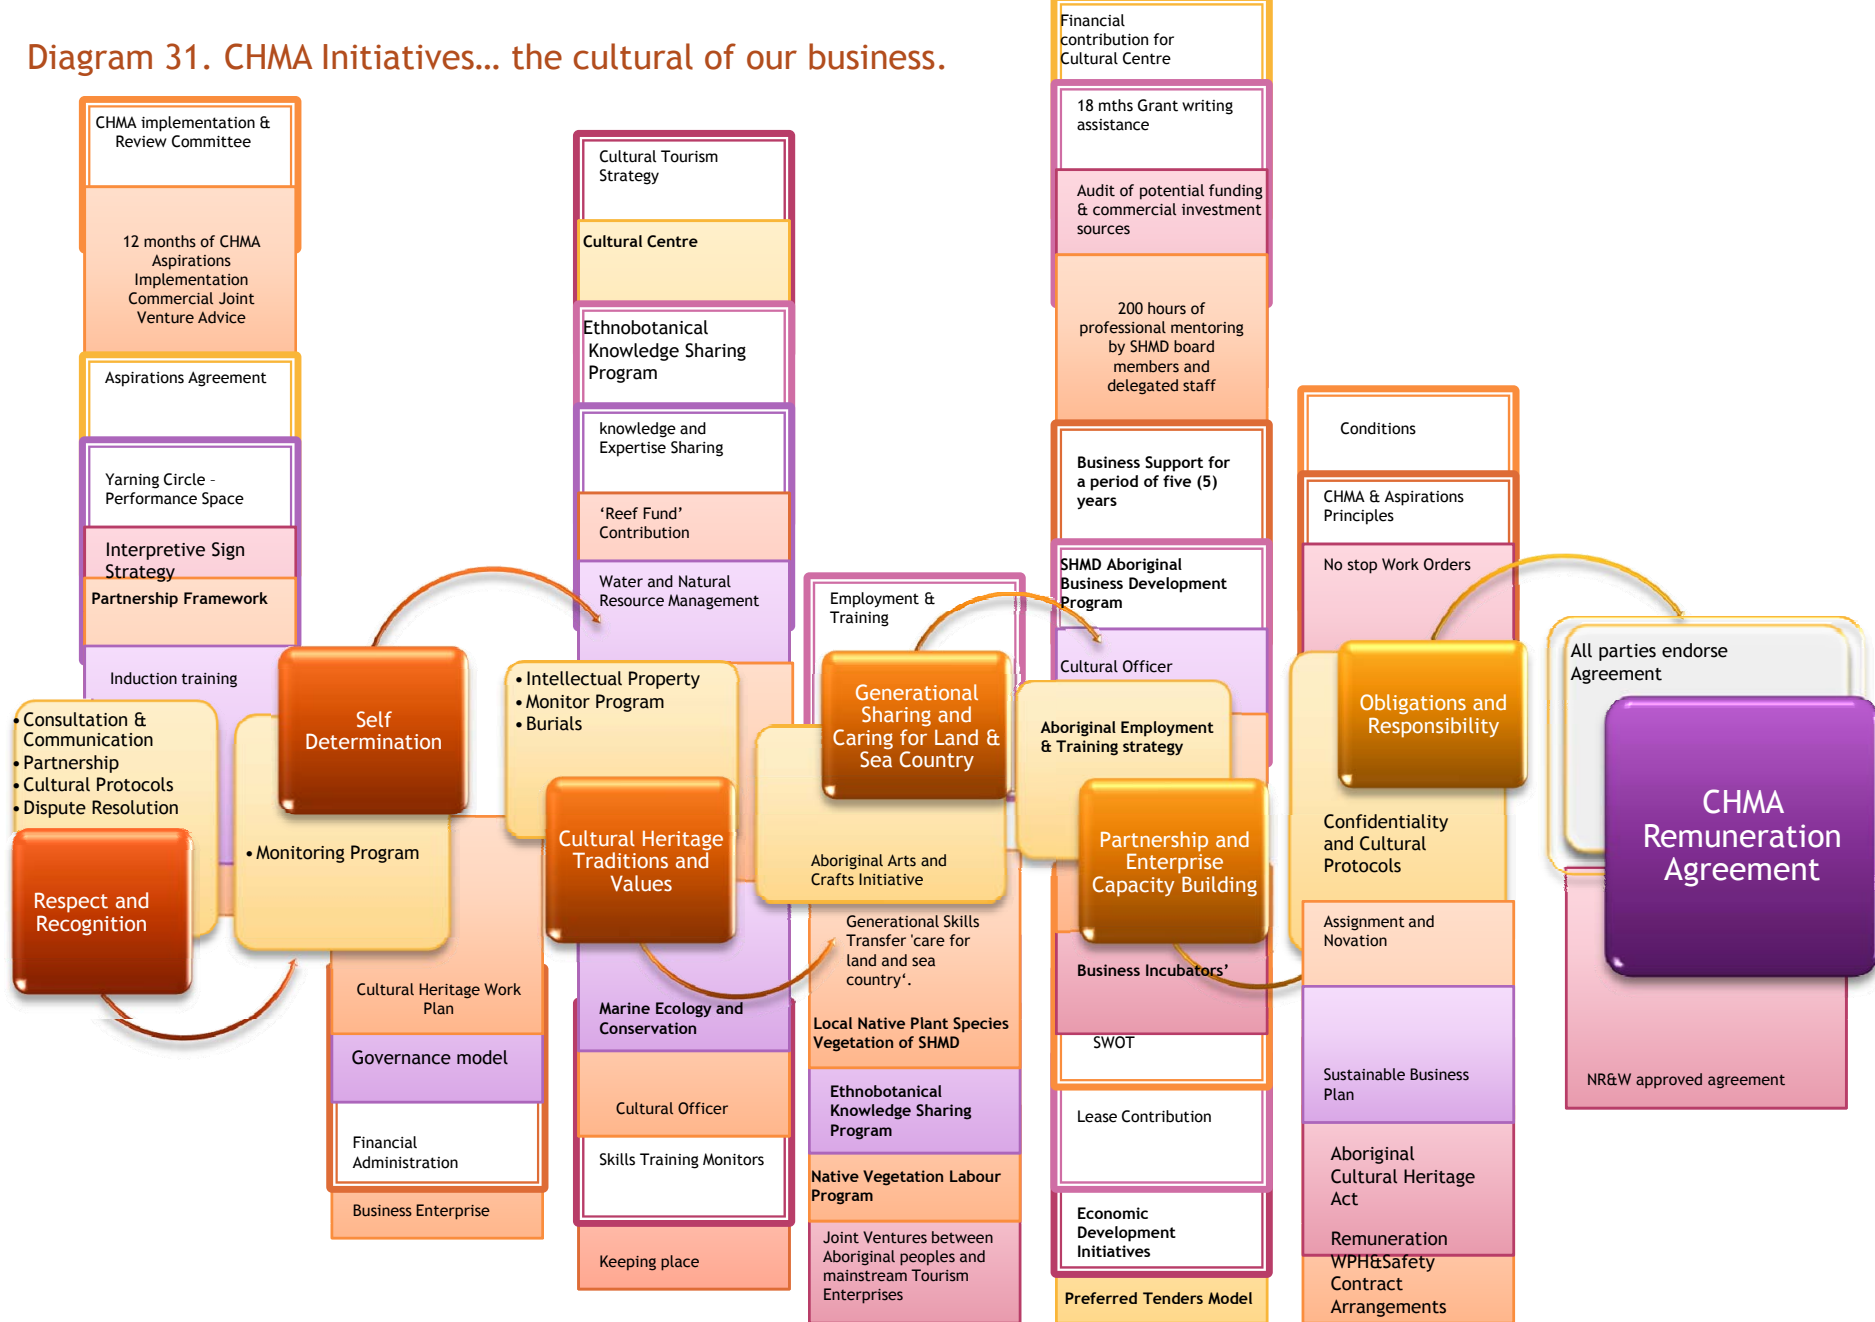 Diagram 31. CHMA Initiatives… the cultural of our business.
CHMA implementation &
Review Committee
12 months of CHMA
Aspirations
Implementation
Commercial Joint
Venture Advice
Aspirations Agreement
Yarning Circle –
Performance Space
Interpretive Sign
Strategy
Partnership Framework
Induction training
• Consultation &
Communication
• Partnership
• Cultural Protocols
• Dispute Resolution
Respect and
Recognition
• Monitoring Program
Self
Determination
Cultural Heritage Work
Plan
Governance model
Financial
Administration
Business Enterprise
Cultural Tourism
Strategy
Cultural Centre
Ethnobotanical
Knowledge Sharing
Program
knowledge and
Expertise Sharing
‘Reef Fund’
Contribution
Water and Natural
Resource Management
• Intellectual Property
• Monitor Program
• Burials
Cultural Heritage
Traditions and
Values
Marine Ecology and
Conservation
Cultural Officer
Skills Training Monitors
Keeping place
Employment &
Training
Generational
Sharing and
Caring for Land &
Sea Country
Aboriginal Arts and
Crafts Initiative
Generational Skills
Transfer 'care for
land and sea
country‘.
Local Native Plant Species
Vegetation of SHMD
Ethnobotanical
Knowledge Sharing
Program
Native Vegetation Labour
Program
Joint Ventures between
Aboriginal peoples and
mainstream Tourism
Enterprises
Financial
contribution for
Cultural Centre
18 mths Grant writing
assistance
Audit of potential funding
& commercial investment
sources
200 hours of
professional mentoring
by SHMD board
members and
delegated staff
Business Support for
a period of five (5)
years
SHMD Aboriginal
Business Development
Program
Cultural Officer
Aboriginal Employment
& Training strategy
Partnership and
Enterprise
Capacity Building
Business Incubators’
SWOT
Lease Contribution
Economic
Development
Initiatives
Preferred Tenders Model
Conditions
CHMA & Aspirations
Principles
No stop Work Orders
Obligations and
Responsibility
Confidentiality
and Cultural
Protocols
Assignment and
Novation
Sustainable Business
Plan
Aboriginal
Cultural Heritage
Act
Remuneration
WPH&Safety
Contract
Arrangements
All parties endorse
Agreement
CHMA
Remuneration
Agreement
NR&W approved agreement